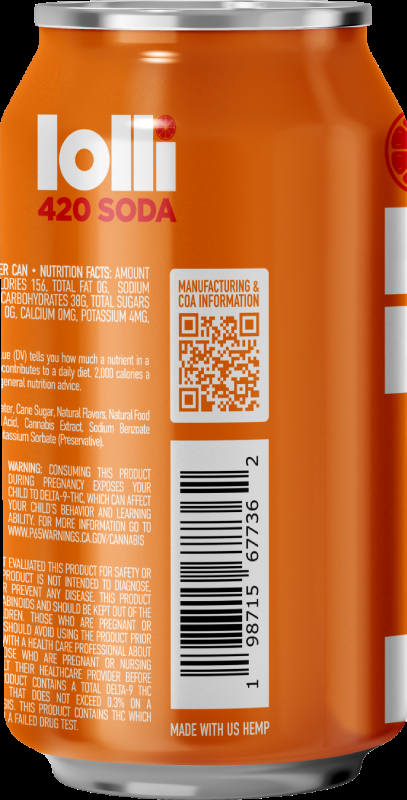 lolli
420 SODA
ER CAN • NUTRITION FACTS: AMOUNT
LORIES 156, TOTAL FAT 0G, SODIUM
CARBOHYDRATES 38G, TOTAL SUGARS
0G, CALCIUM 0MG, POTASSIUM 4MG,
lue (DV) tells you how much a nutrient in a
contributes to a daily diet. 2,000 calories a
general nutrition advice.
ater, Cane Sugar, Natural Flavors, Natural Food
Acid, Cannabis Extract, Sodium Benzoate
tassium Sorbate (Preservative).
WARNING: CONSUMING THIS PRODUCT
DURING PREGNANCY EXPOSES YOUR
CHILD TO DELTA-9-THC, WHICH CAN AFFECT
YOUR CHILD'S BEHAVIOR AND LEARNING
ABILITY. FOR MORE INFORMATION GO TO
WWW.P65WARNINGS.CA.GOV/CANNABIS
T EVALUATED THIS PRODUCT FOR SAFETY OR
PRODUCT IS NOT INTENDED TO DIAGNOSE,
R PREVENT ANY DISEASE. THIS PRODUCT
ABINOIDS AND SHOULD BE KEPT OUT OF THE
LDREN. THOSE WHO ARE PREGNANT OR
SHOULD AVOID USING THE PRODUCT PRIOR
WITH A HEALTH CARE PROFESSIONAL ABOUT
OSE WHO ARE PREGNANT OR NURSING
LT THEIR HEALTHCARE PROVIDER BEFORE
ODUCT CONTAINS A TOTAL DELTA-9 THC
THAT DOES NOT EXCEED 0.3% ON A
SIS. THIS PRODUCT CONTAINS THC WHICH
A FAILED DRUG TEST.
MANUFACTURING &
COA INFORMATION
1 98715 67736 2
MADE WITH US HEMP